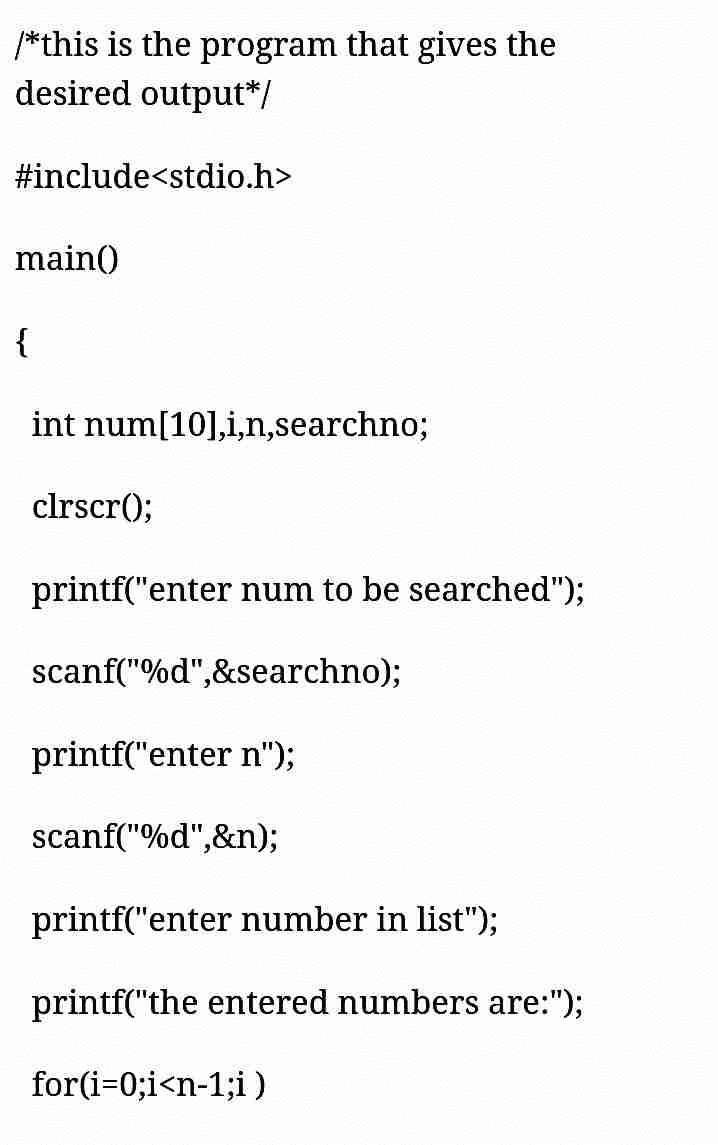 /*this is the program that gives the
desired output*/
#include<stdio.h>
main()
{
int num[10],i,n,searchno;
clrscr();
printf("enter num to be searched");
scanf("%d",&searchno);
printf("enter n");
scanf("%d",&n);
printf("enter number in list");
printf("the entered numbers are:");
for(i=0;i<n-1;i )